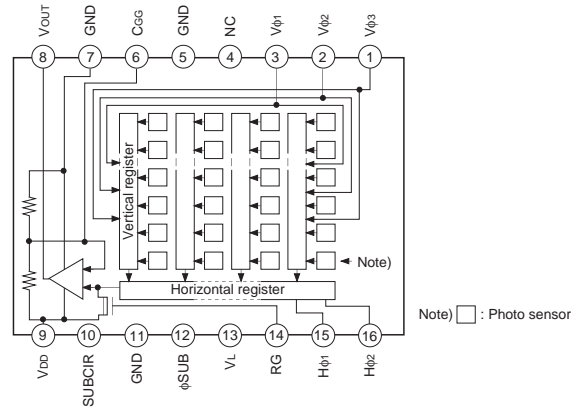 VOUT
GND
CGG
GND
NC
Vϕ1
Vϕ2
Vϕ3
8
7
6
5
4
3
2
1
Vertical register
Note)
Horizontal register
Note) : Photo sensor
9
10
11
12
13
14
15
16
VDD
SUBCIR
GND
ϕSUB
VL
RG
Hϕ1
Hϕ2